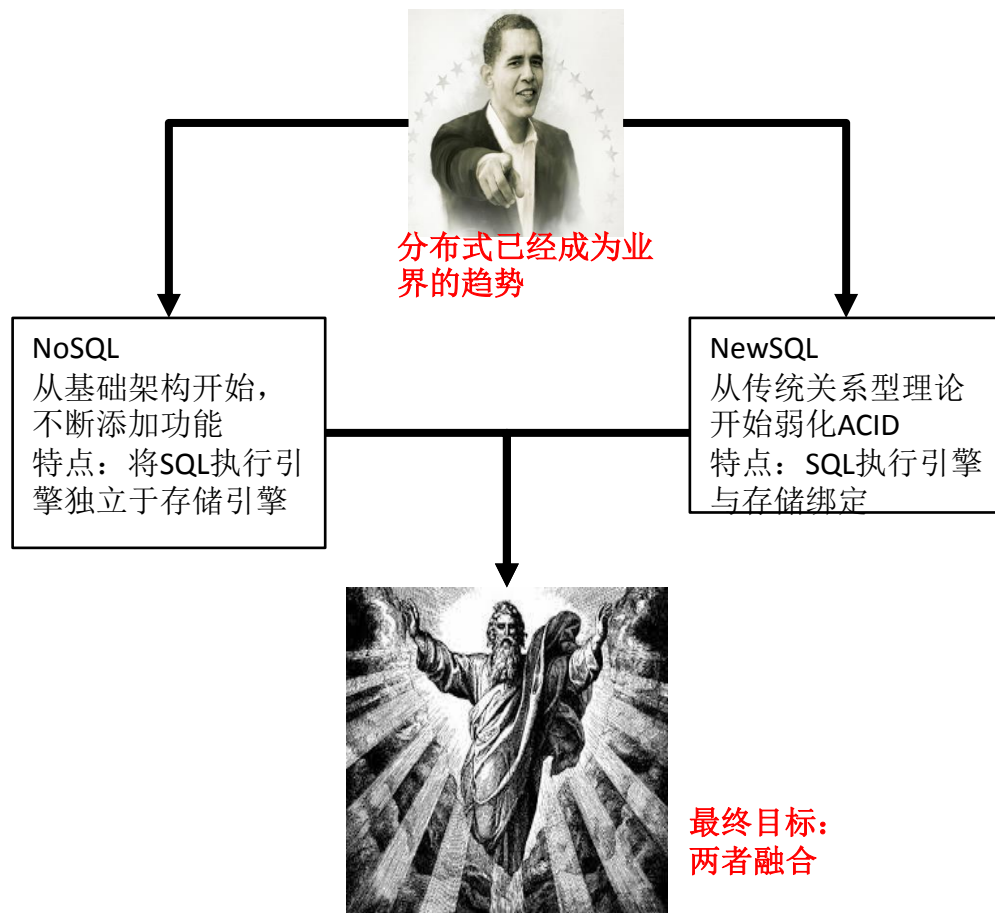 分布式已经成为业
界的趋势
NoSQL
从基础架构开始，
不断添加功能
特点：将SQL执行引
擎独立于存储引擎
NewSQL
从传统关系型理论
开始弱化ACID
特点：SQL执行引擎
与存储绑定
最终目标：
两者融合